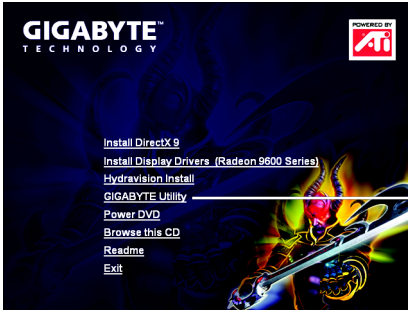 GIGABYTE™
TECHNOLOGY
POWERED BY
ATi
Install DirectX 9
Install Display Drivers (Radeon 9600 Series)
Hydravision Install
GIGABYTE Utility
Power DVD
Browse this CD
Readme
Exit